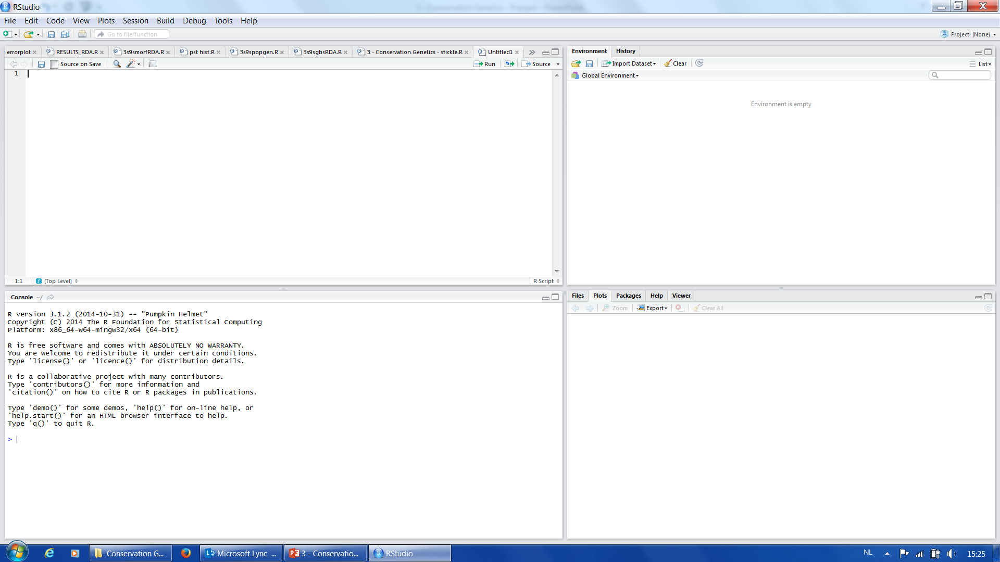 RStudio
File Edit Code View Plots Session Build Debug Tools Help
Go to file/function
Project: (None)
errorplot RESULTS_RDA.R 3s9smorfRDA.R pst hist.R 3s9spopgen.R 3s9sgbsRDA.R 3 - Conservation Genetics - stickle.R Untitled1
Source on Save Run Source
1
1:1 (Top Level) R Script
Console ~/
R version 3.1.2 (2014-10-31) -- "Pumpkin Helmet"
Copyright (C) 2014 The R Foundation for Statistical Computing
Platform: x86_64-w64-mingw32/x64 (64-bit)
R is free software and comes with ABSOLUTELY NO WARRANTY.
You are welcome to redistribute it under certain conditions.
Type 'license()' or 'licence()' for distribution details.
R is a collaborative project with many contributors.
Type 'contributors()' for more information and
'citation()' on how to cite R or R packages in publications.
Type 'demo()' for some demos, 'help()' for on-line help, or
'help.start()' for an HTML browser interface to help.
Type 'q()' to quit R.
>
Environment History
Import Dataset Clear List
Global Environment
Environment is empty
Files Plots Packages Help Viewer
Zoom Export Clear All
Conservation G... Microsoft Lync ... 3 - Conservatio... RStudio NL 15:25